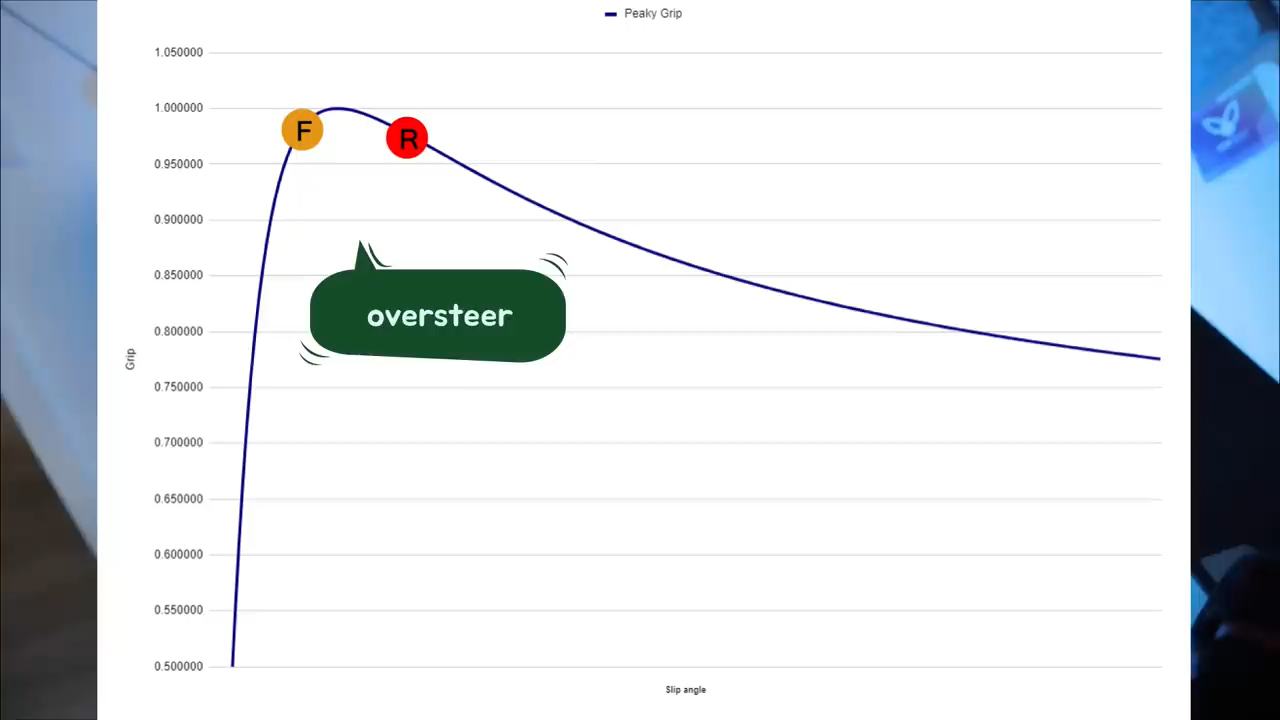 Peaky Grip
1.050000
1.000000
0.950000
0.900000
0.850000
0.800000
0.750000
0.700000
0.650000
0.600000
0.550000
0.500000
Grip
F
R
oversteer
Slip angle